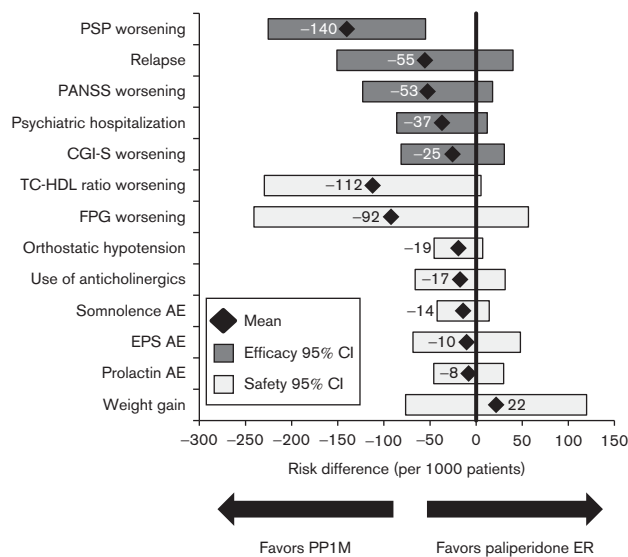 PSP worsening −140
Relapse −55
PANSS worsening −53
Psychiatric hospitalization −37
CGI-S worsening −25
TC-HDL ratio worsening −112
FPG worsening −92
Orthostatic hypotension −19
Use of anticholinergics −17
Somnolence AE −14
EPS AE −10
Prolactin AE −8
Weight gain 22
Mean
Efficacy 95% CI
Safety 95% CI
−300 −250 −200 −150 −100 −50 0 50 100 150
Risk difference (per 1000 patients)
Favors PP1M Favors paliperidone ER